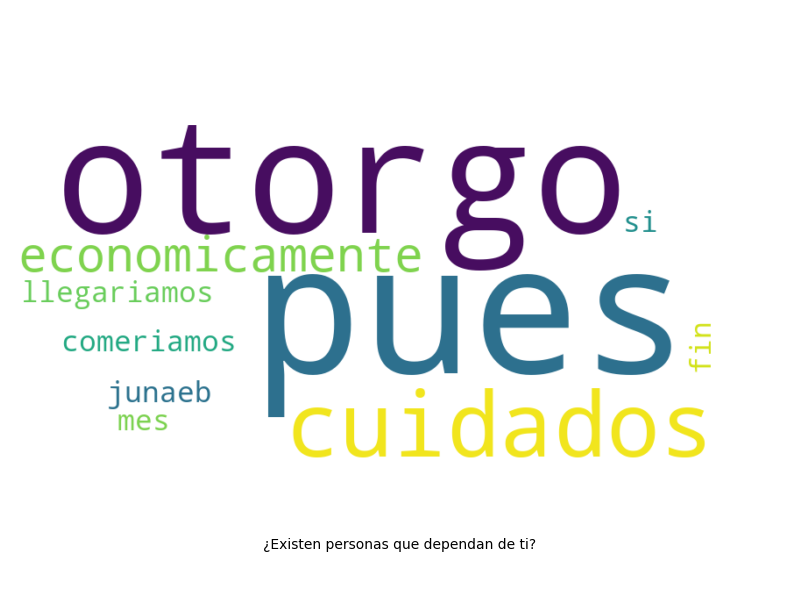 otorgo
si
economicamente
pues
llegariamos
fin
comeriamos
junaeb
cuidados
mes
¿Existen personas que dependan de ti?